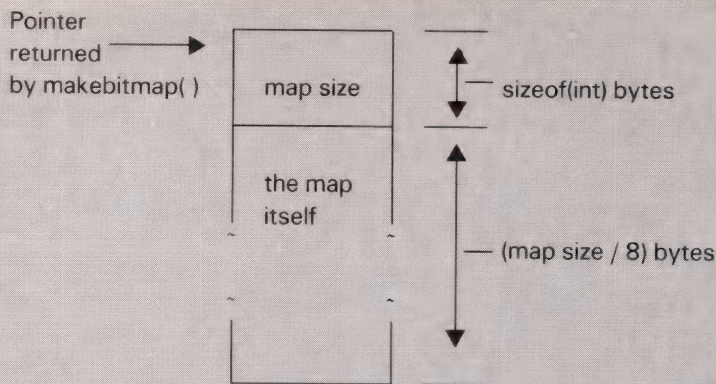 Pointer
returned
by makebitmap( )
map size
sizeof(int) bytes
the map
itself
~ ~
(map size / 8) bytes
~ ~